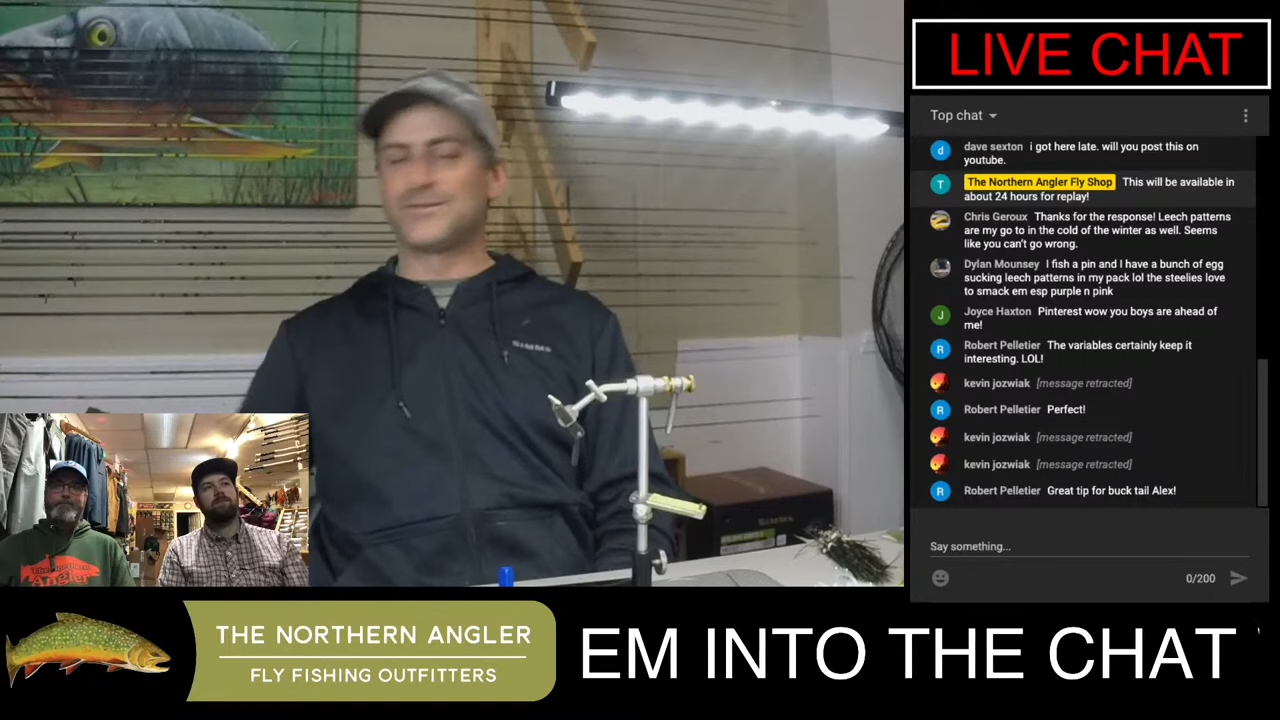 LIVE CHAT
Top chat
d dave sexton i got here late. will you post this on
youtube.
T The Northern Angler Fly Shop This will be available in
about 24 hours for replay!
Chris Geroux Thanks for the response! Leech patterns
are my go to in the cold of the winter as well. Seems
like you can't go wrong.
Dylan Mounsey I fish a pin and I have a bunch of egg
sucking leech patterns in my pack lol the steelies love
to smack em esp purple n pink
J Joyce Haxton Pinterest wow you boys are ahead of
me!
R Robert Pelletier The variables certainly keep it
interesting. LOL!
kevin jozwiak [message retracted]
R Robert Pelletier Perfect!
kevin jozwiak [message retracted]
kevin jozwiak [message retracted]
R Robert Pelletier Great tip for buck tail Alex!
Say something...
0/200
SIMMS
SIMMS
The Northern
Angler
THE NORTHERN ANGLER
FLY FISHING OUTFITTERS
EM INTO THE CHAT